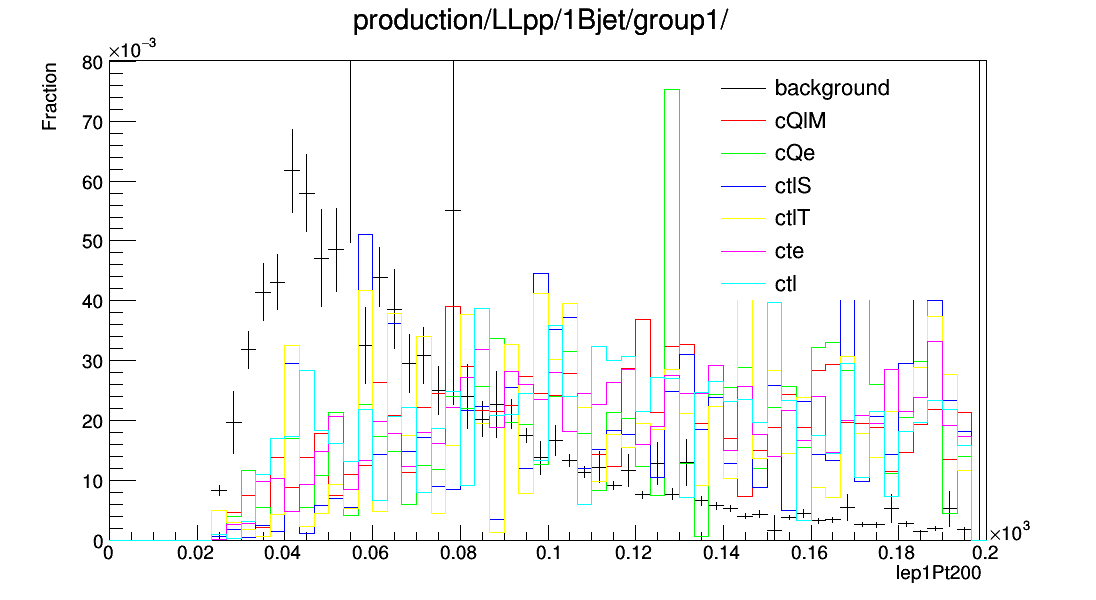 production/LLpp/1Bjet/group1/
×10⁻³
Fraction
80
70
60
50
40
30
20
10
0
background
cQlM
cQe
ctlS
ctlT
cte
ctl
0 0.02 0.04 0.06 0.08 0.1 0.12 0.14 0.16 0.18 0.2
×10³
lep1Pt200